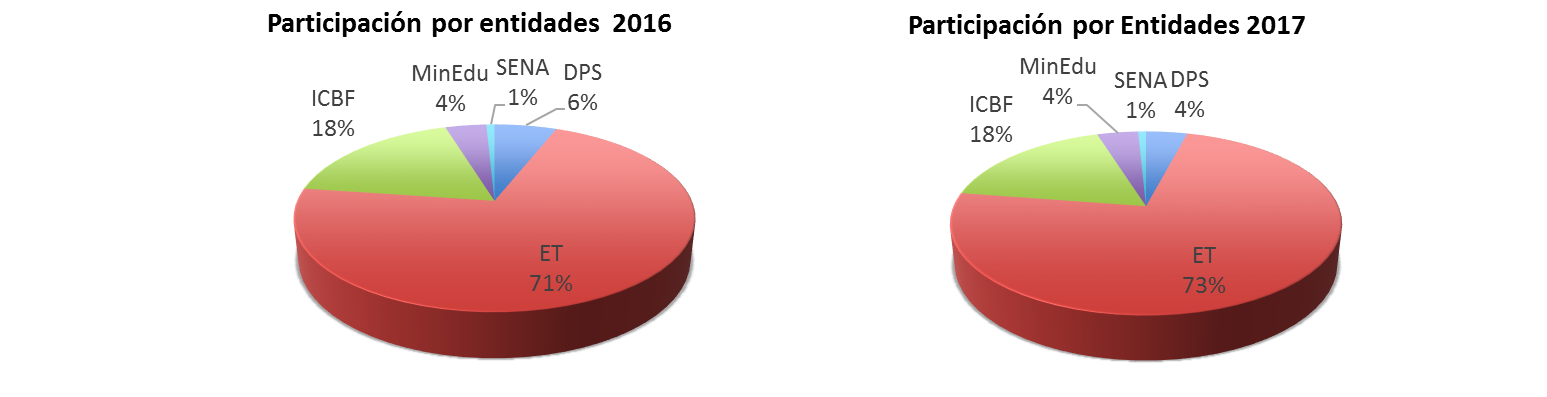 Participación por entidades 2016
MinEdu
4%
SENA
1%
DPS
6%
ICBF
18%
ET
71%
Participación por Entidades 2017
MinEdu
4%
SENA
1%
DPS
4%
ICBF
18%
ET
73%